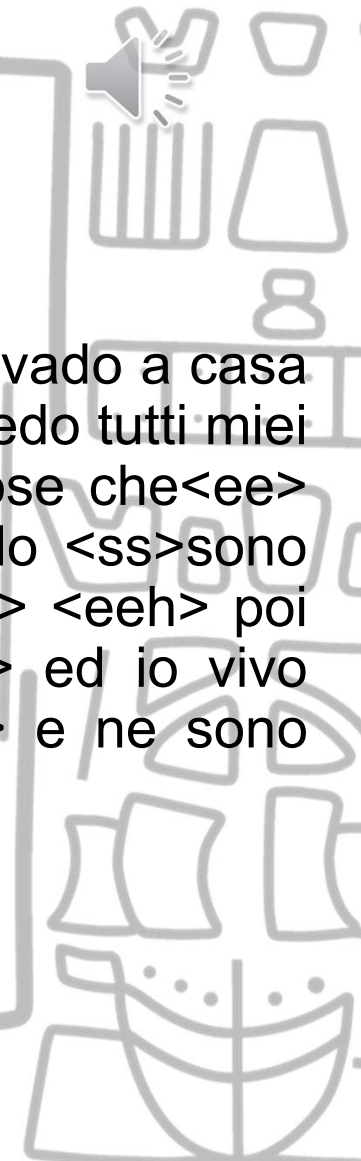 vado a casa
edo tutti miei
ose che<ee>
lo <ss>sono
> <eeh> poi
> ed io vivo
> e ne sono